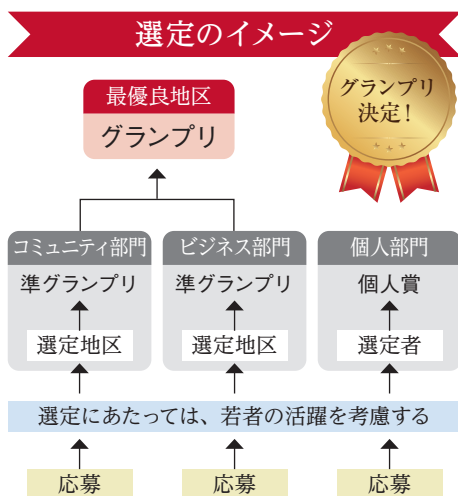 選定のイメージ
グランプリ
決定!
最優良地区
グランプリ
コミュニティ部門
ビジネス部門
個人部門
準グランプリ
準グランプリ
個人賞
選定地区
選定地区
選定者
選定にあたっては、若者の活躍を考慮する
応募
応募
応募